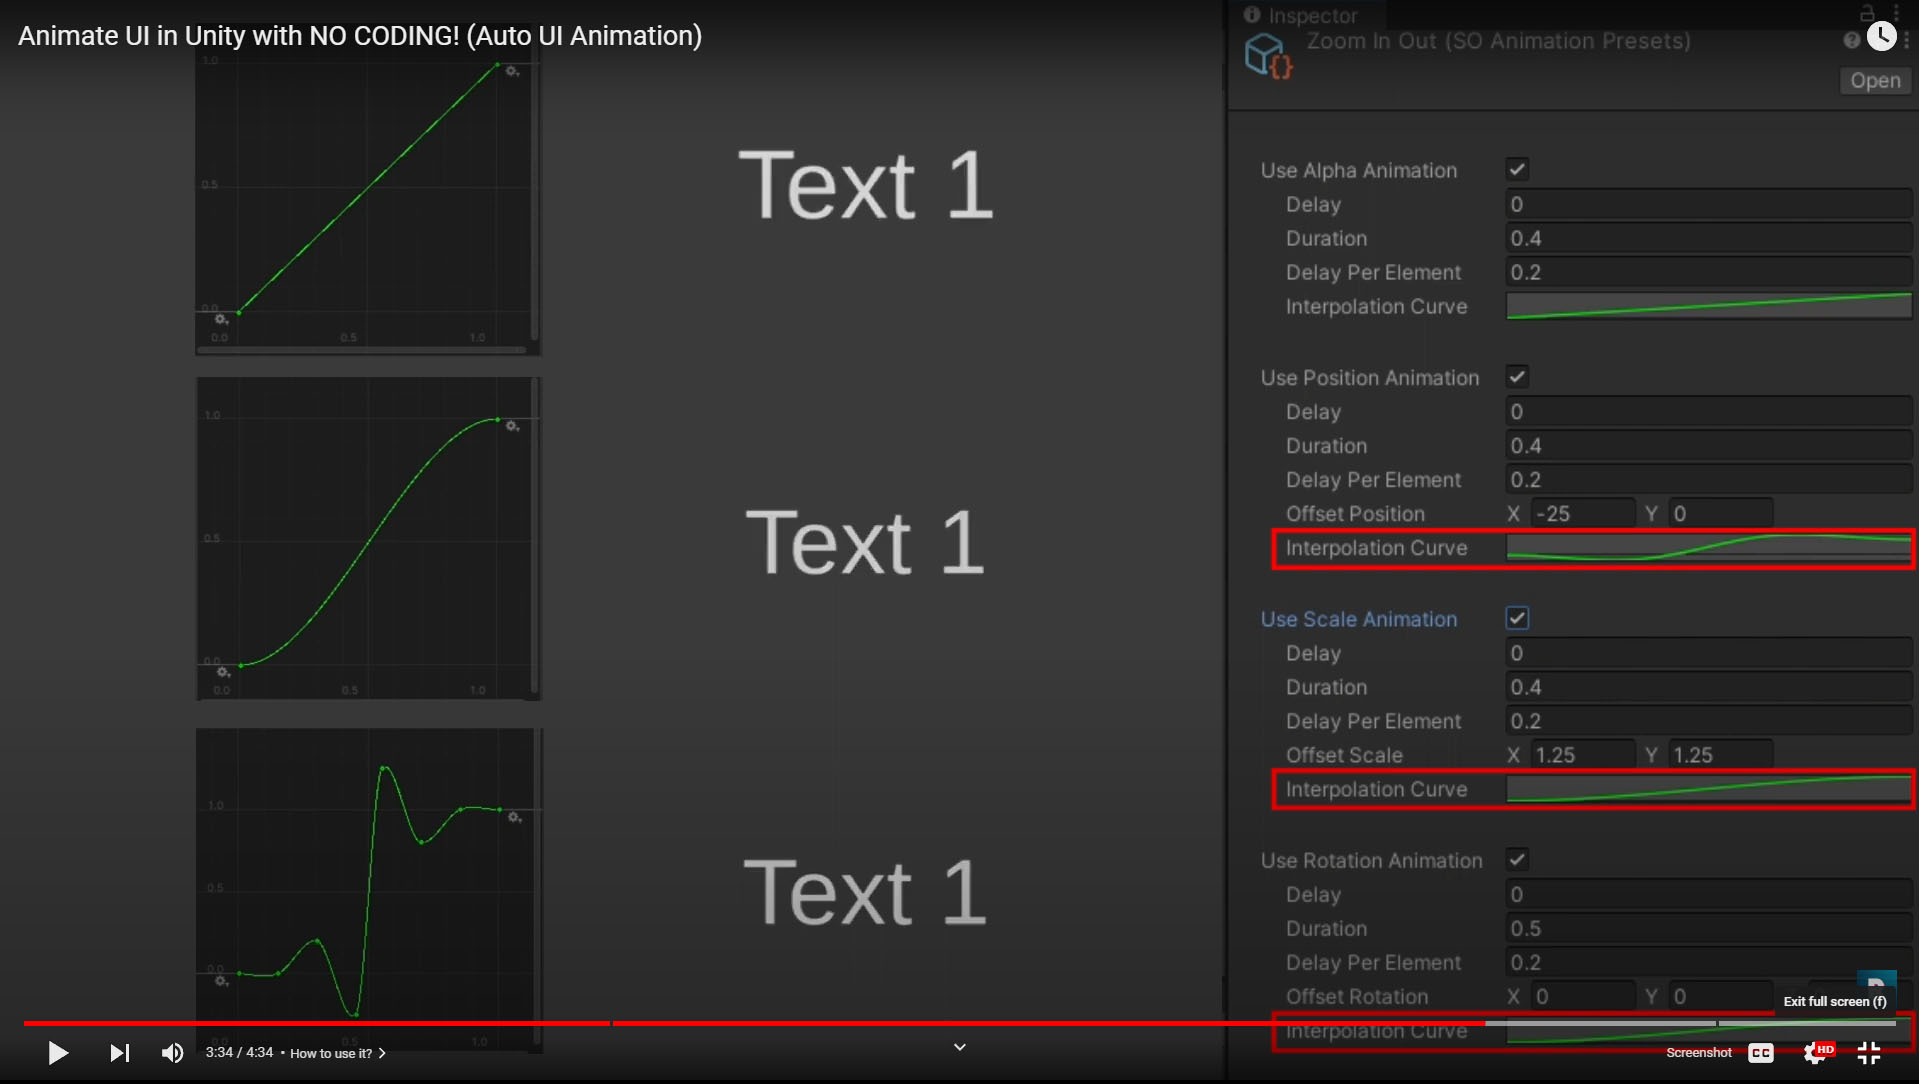 Animate UI in Unity with NO CODING! (Auto UI Animation)
Inspector
Zoom In Out (SO Animation Presets)
Open
1.0
0.5
0.0
0.0 0.5 1.0
Text 1
1.0
0.5
0.0
0.0 0.5 1.0
Text 1
1.0
0.5
0.0
0.0 0.5 1.0
Text 1
Use Alpha Animation
Delay 0
Duration 0.4
Delay Per Element 0.2
Interpolation Curve
Use Position Animation
Delay 0
Duration 0.4
Delay Per Element 0.2
Offset Position X -25 Y 0
Interpolation Curve
Use Scale Animation
Delay 0
Duration 0.4
Delay Per Element 0.2
Offset Scale X 1.25 Y 1.25
Interpolation Curve
Use Rotation Animation
Delay 0
Duration 0.5
Delay Per Element 0.2
Offset Rotation X 0 Y 0
Exit full screen (f)
Interpolation Curve
3:34 / 4:34 • How to use it?
Screenshot CC HD